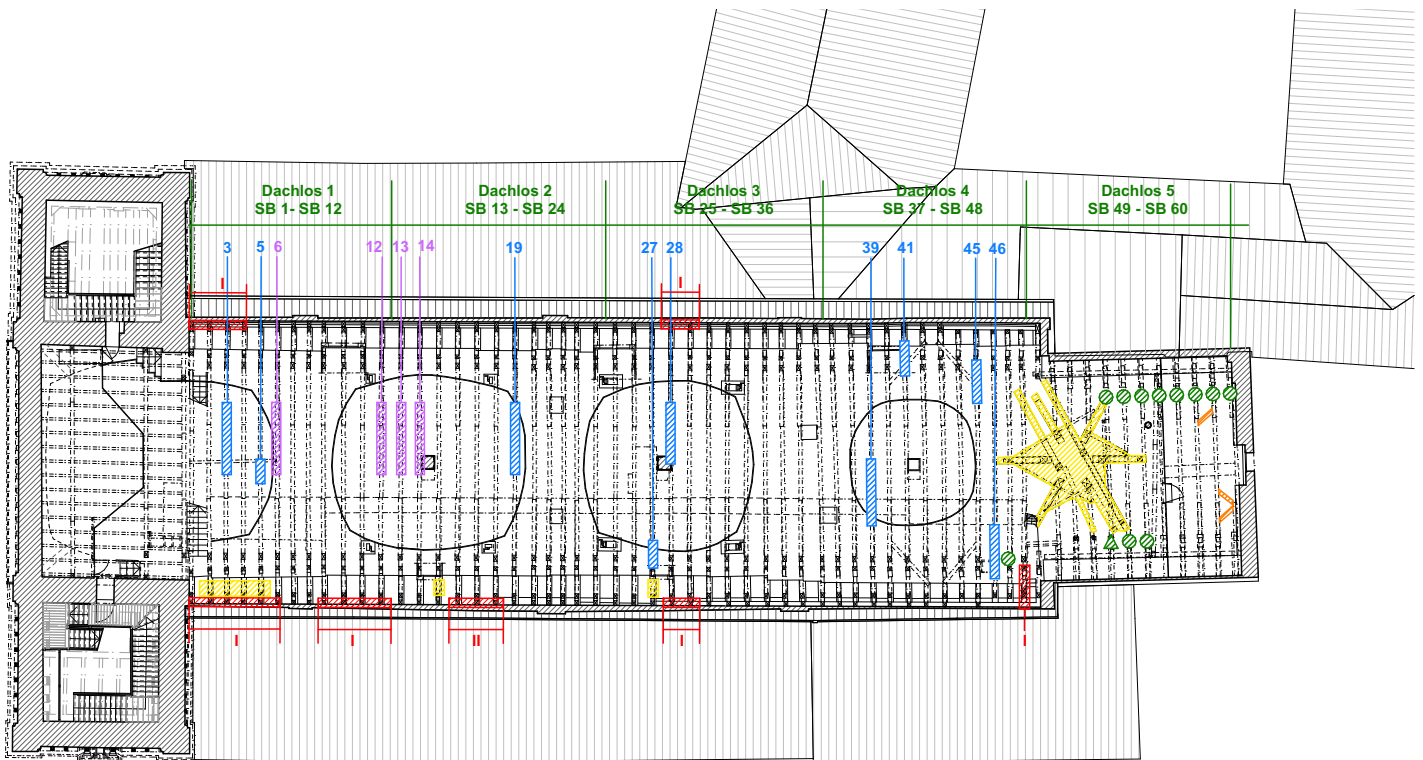 Dachlos 1
SB 1- SB 12
Dachlos 2
SB 13 - SB 24
Dachlos 3
SB 25 - SB 36
Dachlos 4
SB 37 - SB 48
Dachlos 5
SB 49 - SB 60
3
5
6
12
13
14
19
27
28
39
41
45
46
I
I
I
I
II
I
I